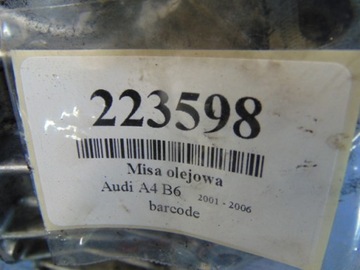 223598
Misa olejowa
Audi A4 B6 2001 - 2006
barcode